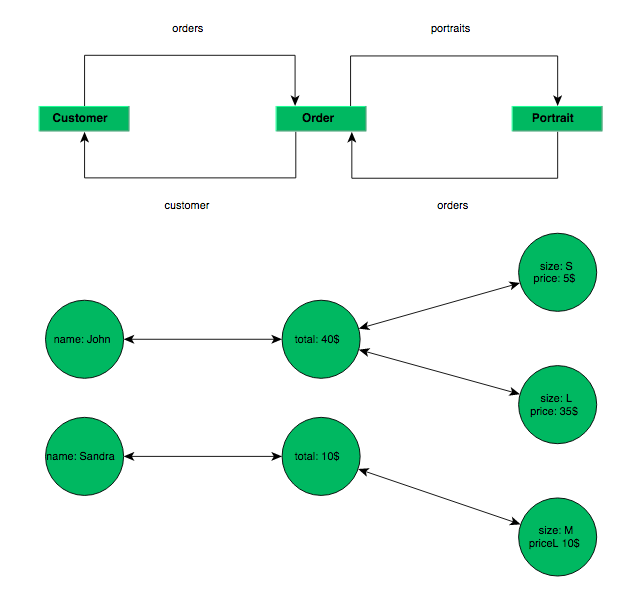 orders
portraits
Customer
Order
Portrait
customer
orders
size: S
price: 5$
name: John
total: 40$
size: L
price: 35$
name: Sandra
total: 10$
size: M
priceL 10$